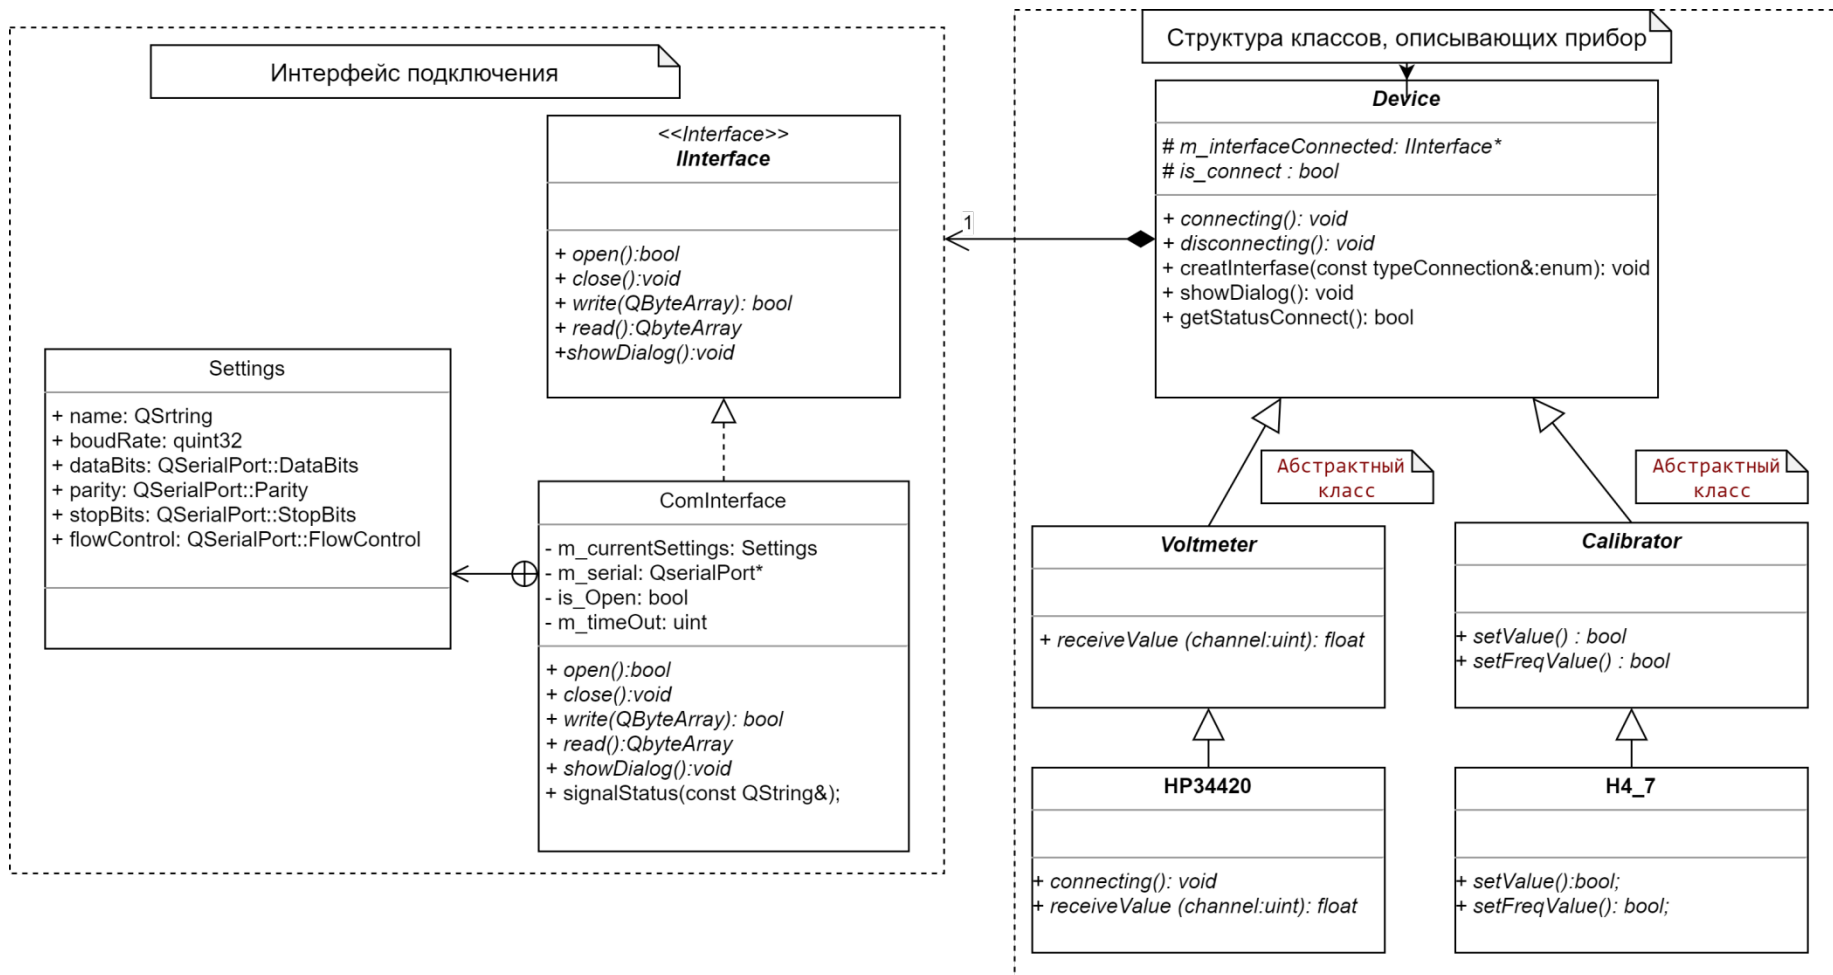 Интерфейс подключения
<<Interface>>
IInterface
+ open():bool
+ close():void
+ write(QByteArray): bool
+ read():QbyteArray
+showDialog():void
Settings
+ name: QSrtring
+ boudRate: quint32
+ dataBits: QSerialPort::DataBits
+ parity: QSerialPort::Parity
+ stopBits: QSerialPort::StopBits
+ flowControl: QSerialPort::FlowControl
ComInterface
- m_currentSettings: Settings
- m_serial: QserialPort*
- is_Open: bool
- m_timeOut: uint
+ open():bool
+ close():void
+ write(QByteArray): bool
+ read():QbyteArray
+ showDialog():void
+ signalStatus(const QString&);
1
Структура классов, описывающих прибор
Device
# m_interfaceConnected: IInterface*
# is_connect : bool
+ connecting(): void
+ disconnecting(): void
+ creatInterfase(const typeConnection&:enum): void
+ showDialog(): void
+ getStatusConnect(): bool
Абстрактный
класс
Абстрактный
класс
Voltmeter
+ receiveValue (channel:uint): float
Calibrator
+ setValue() : bool
+ setFreqValue() : bool
HP34420
+ connecting(): void
+ receiveValue (channel:uint): float
H4_7
+ setValue():bool;
+ setFreqValue(): bool;